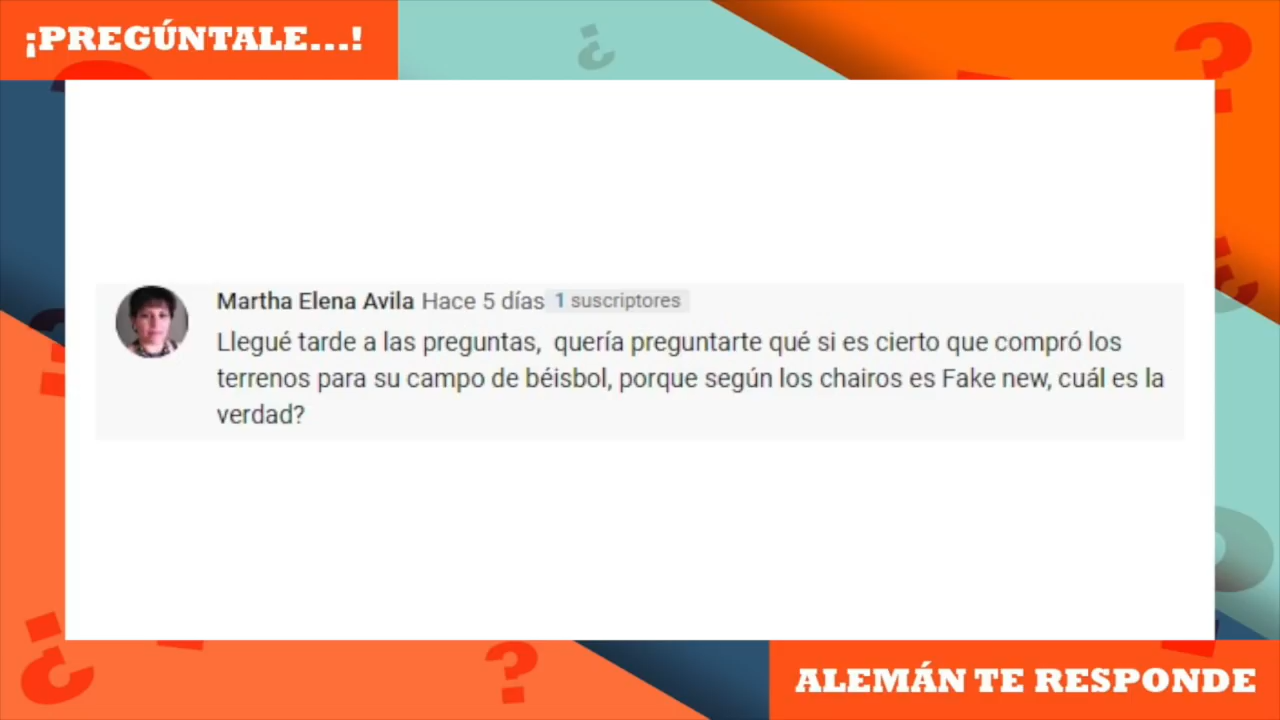 ¡PREGÚNTALE...!
Martha Elena Avila Hace 5 días 1 suscriptores
Llegué tarde a las preguntas, quería preguntarte qué si es cierto que compró los
terrenos para su campo de béisbol, porque según los chairos es Fake new, cuál es la
verdad?
ALEMÁN TE RESPONDE